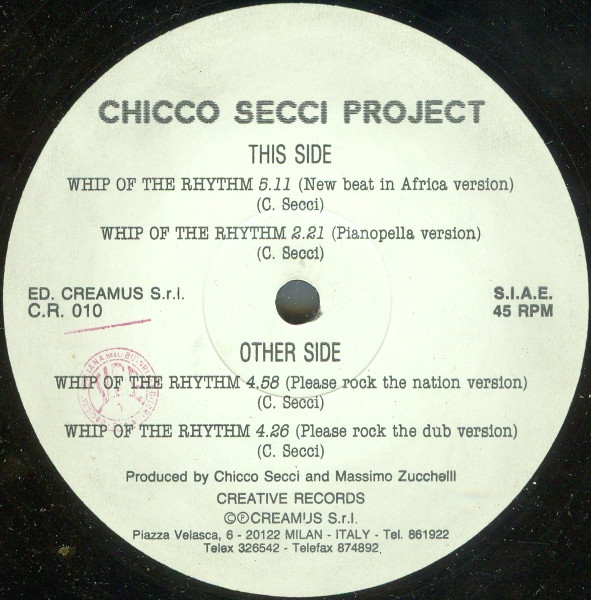 CHICCO SECCI PROJECT
THIS SIDE
WHIP OF THE RHYTHM 5.11 (New beat in Africa version)
(C. Secci)
WHIP OF THE RHYTHM 2.21 (Pianopella version)
(C. Secci)
ED. CREAMUS S.r.l.
C.R. 010
S.I.A.E.
45 RPM
OTHER SIDE
WHIP OF THE RHYTHM 4.58 (Please rock the nation version)
(C. Secci)
WHIP OF THE RHYTHM 4.26 (Please rock the dub version)
(C. Secci)
Produced by Chicco Secci and Massimo Zucchelli
CREATIVE RECORDS
©℗CREAMUS S.r.l.
Piazza Velasca, 6 - 20122 MILAN - ITALY - Tel. 861922
Telex 326542 - Telefax 874892